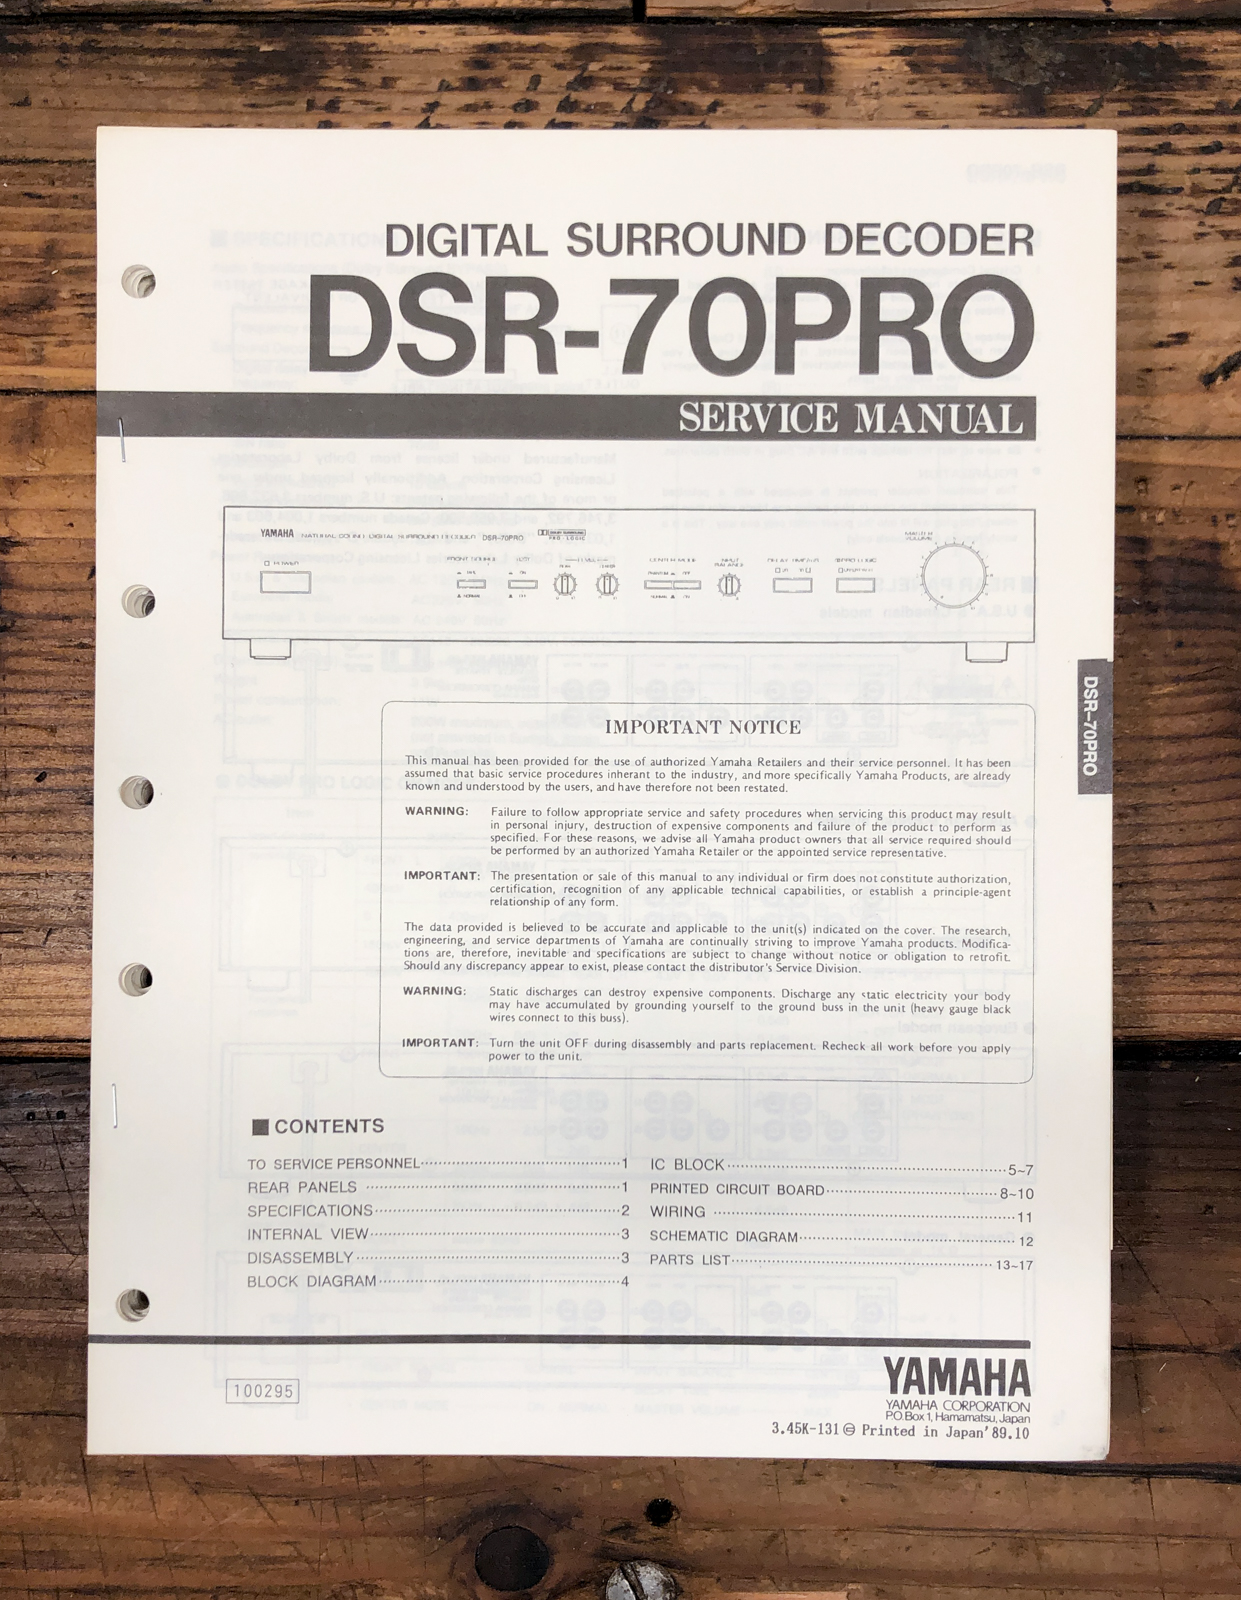 DIGITAL SURROUND DECODER
DSR-70PRO
SERVICE MANUAL
YAMAHA NATURAL SOUND DIGITAL SURROUND DECODER DSR-70PRO
DOLBY SURROUND
PRO·LOGIC
POWER
MASTER
VOLUME
DSR-70PRO
IMPORTANT NOTICE
This manual has been provided for the use of authorized Yamaha Retailers and their service personnel. It has been
assumed that basic service procedures inherant to the industry, and more specifically Yamaha Products, are already
known and understood by the users, and have therefore not been restated.
WARNING: Failure to follow appropriate service and safety procedures when servicing this product may result
in personal injury, destruction of expensive components and failure of the product to perform as
specified. For these reasons, we advise all Yamaha product owners that all service required should
be performed by an authorized Yamaha Retailer or the appointed service representative.
IMPORTANT: The presentation or sale of this manual to any individual or firm does not constitute authorization,
certification, recognition of any applicable technical capabilities, or establish a principle-agent
relationship of any form.
The data provided is believed to be accurate and applicable to the unit(s) indicated on the cover. The research,
engineering, and service departments of Yamaha are continually striving to improve Yamaha products. Modifica-
tions are, therefore, inevitable and specifications are subject to change without notice or obligation to retrofit.
Should any discrepancy appear to exist, please contact the distributor's Service Division.
WARNING: Static discharges can destroy expensive components. Discharge any static electricity your body
may have accumulated by grounding yourself to the ground buss in the unit (heavy gauge black
wires connect to this buss).
IMPORTANT: Turn the unit OFF during disassembly and parts replacement. Recheck all work before you apply
power to the unit.
■ CONTENTS
TO SERVICE PERSONNEL 1
REAR PANELS 1
SPECIFICATIONS 2
INTERNAL VIEW 3
DISASSEMBLY 3
BLOCK DIAGRAM 4
IC BLOCK 5~7
PRINTED CIRCUIT BOARD 8~10
WIRING 11
SCHEMATIC DIAGRAM 12
PARTS LIST 13~17
100295
YAMAHA
YAMAHA CORPORATION
P.O.Box 1, Hamamatsu, Japan
3.45K-131 Printed in Japan '89.10